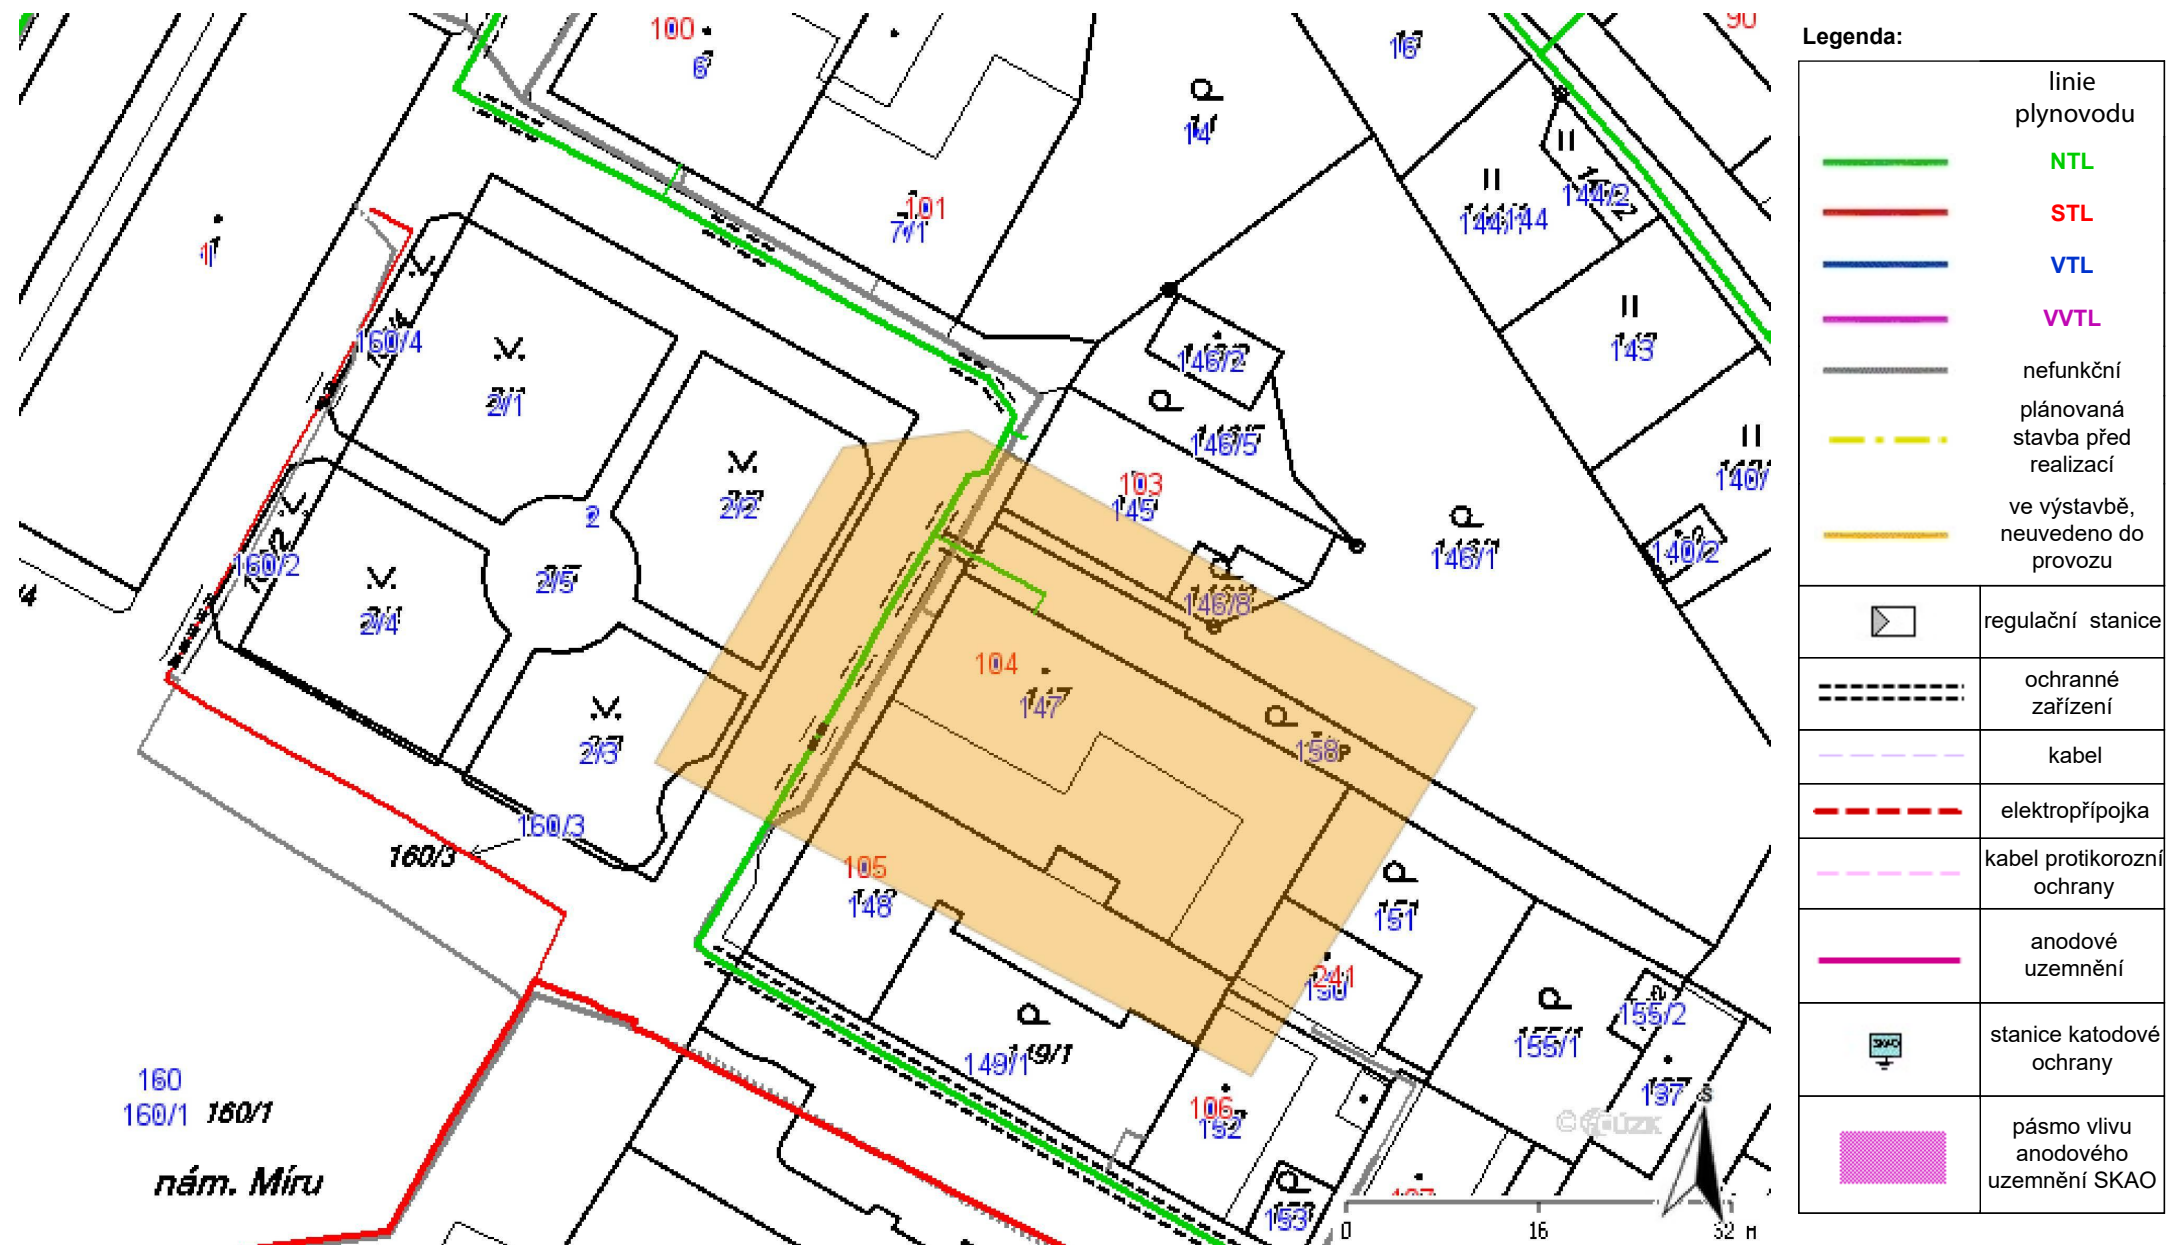 100
6
16
90
14
101
7/1
1
144/1
144
144/2
143
146/2
146/5
160/4
2/1
2/2
2
103
145
146/1
140/2
160/2
2/5
2/4
146/8
104
147
158
2/3
160/3
160/3
105
148
151
241
150
155/2
155/1
149/1
149/1
137
106
152
153
160
160/1
160/1
nám. Míru
© ČÚZK
S
0 16 32 M
Legenda:
linie
plynovodu
NTL
STL
VTL
VVTL
nefunkční
plánovaná
stavba před
realizací
ve výstavbě,
neuvedeno do
provozu
regulační stanice
ochranné
zařízení
kabel
elektropřípojka
kabel protikorozní
ochrany
anodové
uzemnění
SKAO
stanice katodové
ochrany
pásmo vlivu
anodového
uzemnění SKAO